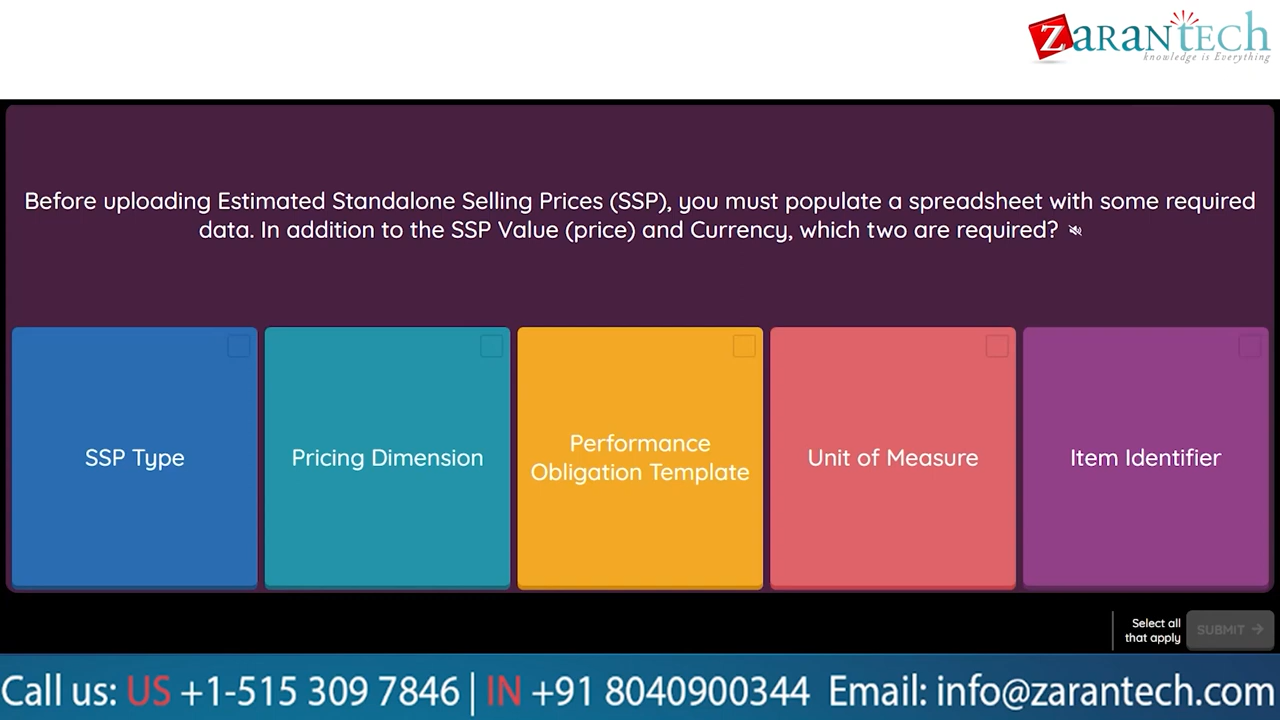 ZARANTECH
knowledge is Everything
Before uploading Estimated Standalone Selling Prices (SSP), you must populate a spreadsheet with some required
data. In addition to the SSP Value (price) and Currency, which two are required?
SSP Type
Pricing Dimension
Performance
Obligation Template
Unit of Measure
Item Identifier
Select all
that apply
SUBMIT →
Call us: US +1-515 309 7846 | IN +91 8040900344 Email: info@zarantech.com